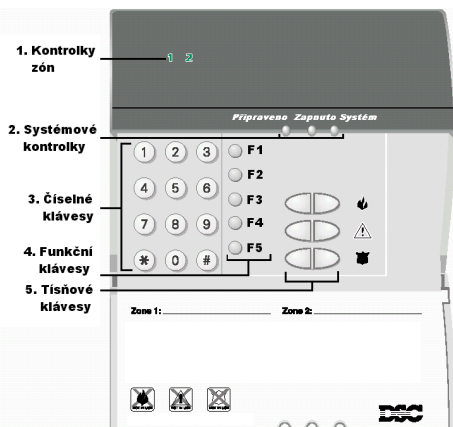 1. Kontrolky
zón
1 2
Připraveno Zapnuto Systém
2. Systémové
kontrolky
1 2 3 F1
F2
3. Číselné
klávesy
4 5 6 F3
7 8 9 F4
4. Funkční
klávesy
* 0 # F5
5. Tísňové
klávesy
Zone 1: Zone 2:
DSC